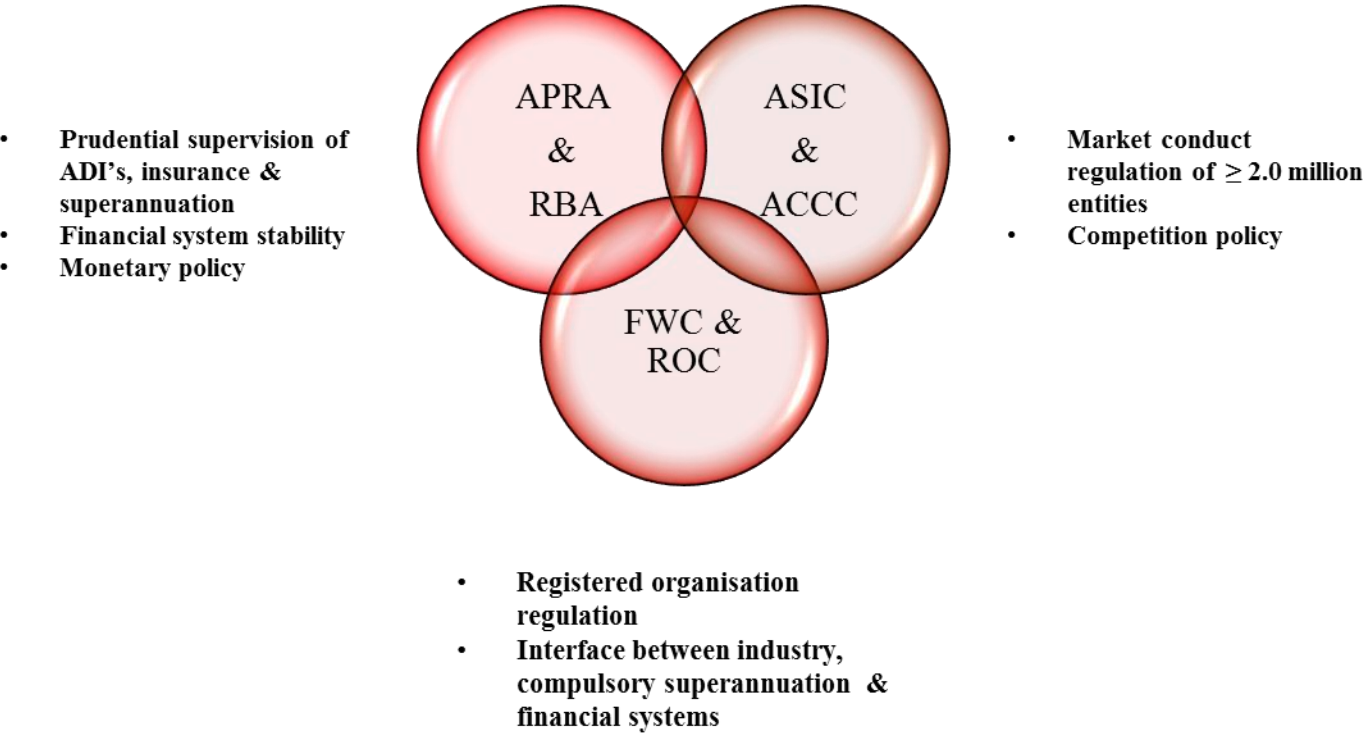 APRA
&
RBA
ASIC
&
ACCC
FWC &
ROC
• Prudential supervision of
ADI’s, insurance &
superannuation
• Financial system stability
• Monetary policy
• Market conduct
regulation of ≥ 2.0 million
entities
• Competition policy
• Registered organisation
regulation
• Interface between industry,
compulsory superannuation &
financial systems